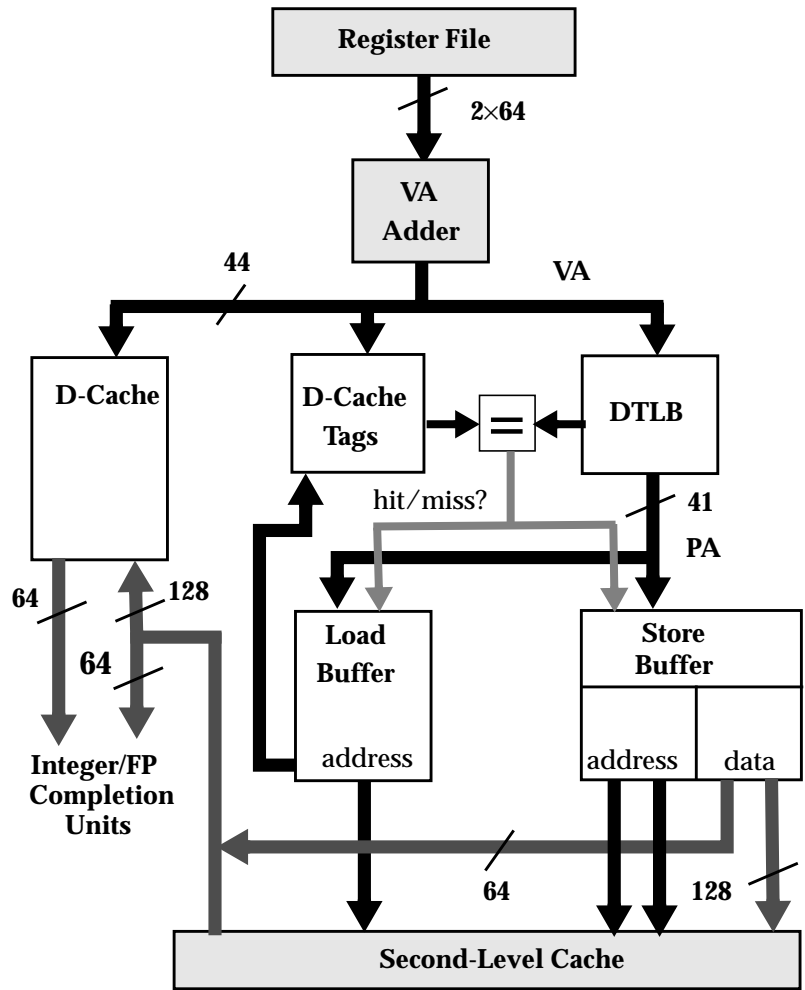 Register File
2×64
VA
Adder
44
VA
D-Cache
D-Cache
Tags
=
DTLB
hit/miss?
41
PA
64
128
64
Load
Buffer
address
Store
Buffer
address
data
Integer/FP
Completion
Units
64
128
Second-Level Cache